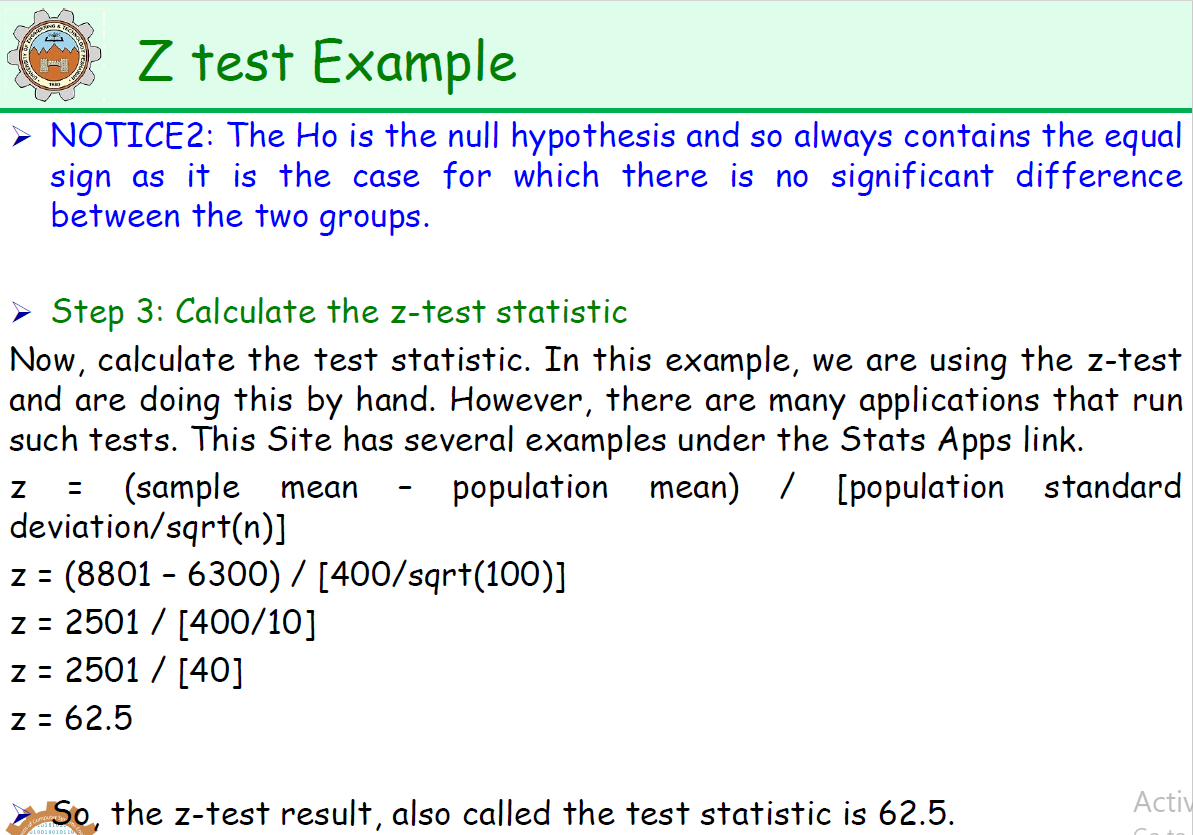 Z test Example
➢ NOTICE2: The Ho is the null hypothesis and so always contains the equal
sign as it is the case for which there is no significant difference
between the two groups.
➢ Step 3: Calculate the z-test statistic
Now, calculate the test statistic. In this example, we are using the z-test
and are doing this by hand. However, there are many applications that run
such tests. This Site has several examples under the Stats Apps link.
z = (sample mean – population mean) / [population standard
deviation/sqrt(n)]
z = (8801 – 6300) / [400/sqrt(100)]
z = 2501 / [400/10]
z = 2501 / [40]
z = 62.5
➢ So, the z-test result, also called the test statistic is 62.5.
Activ